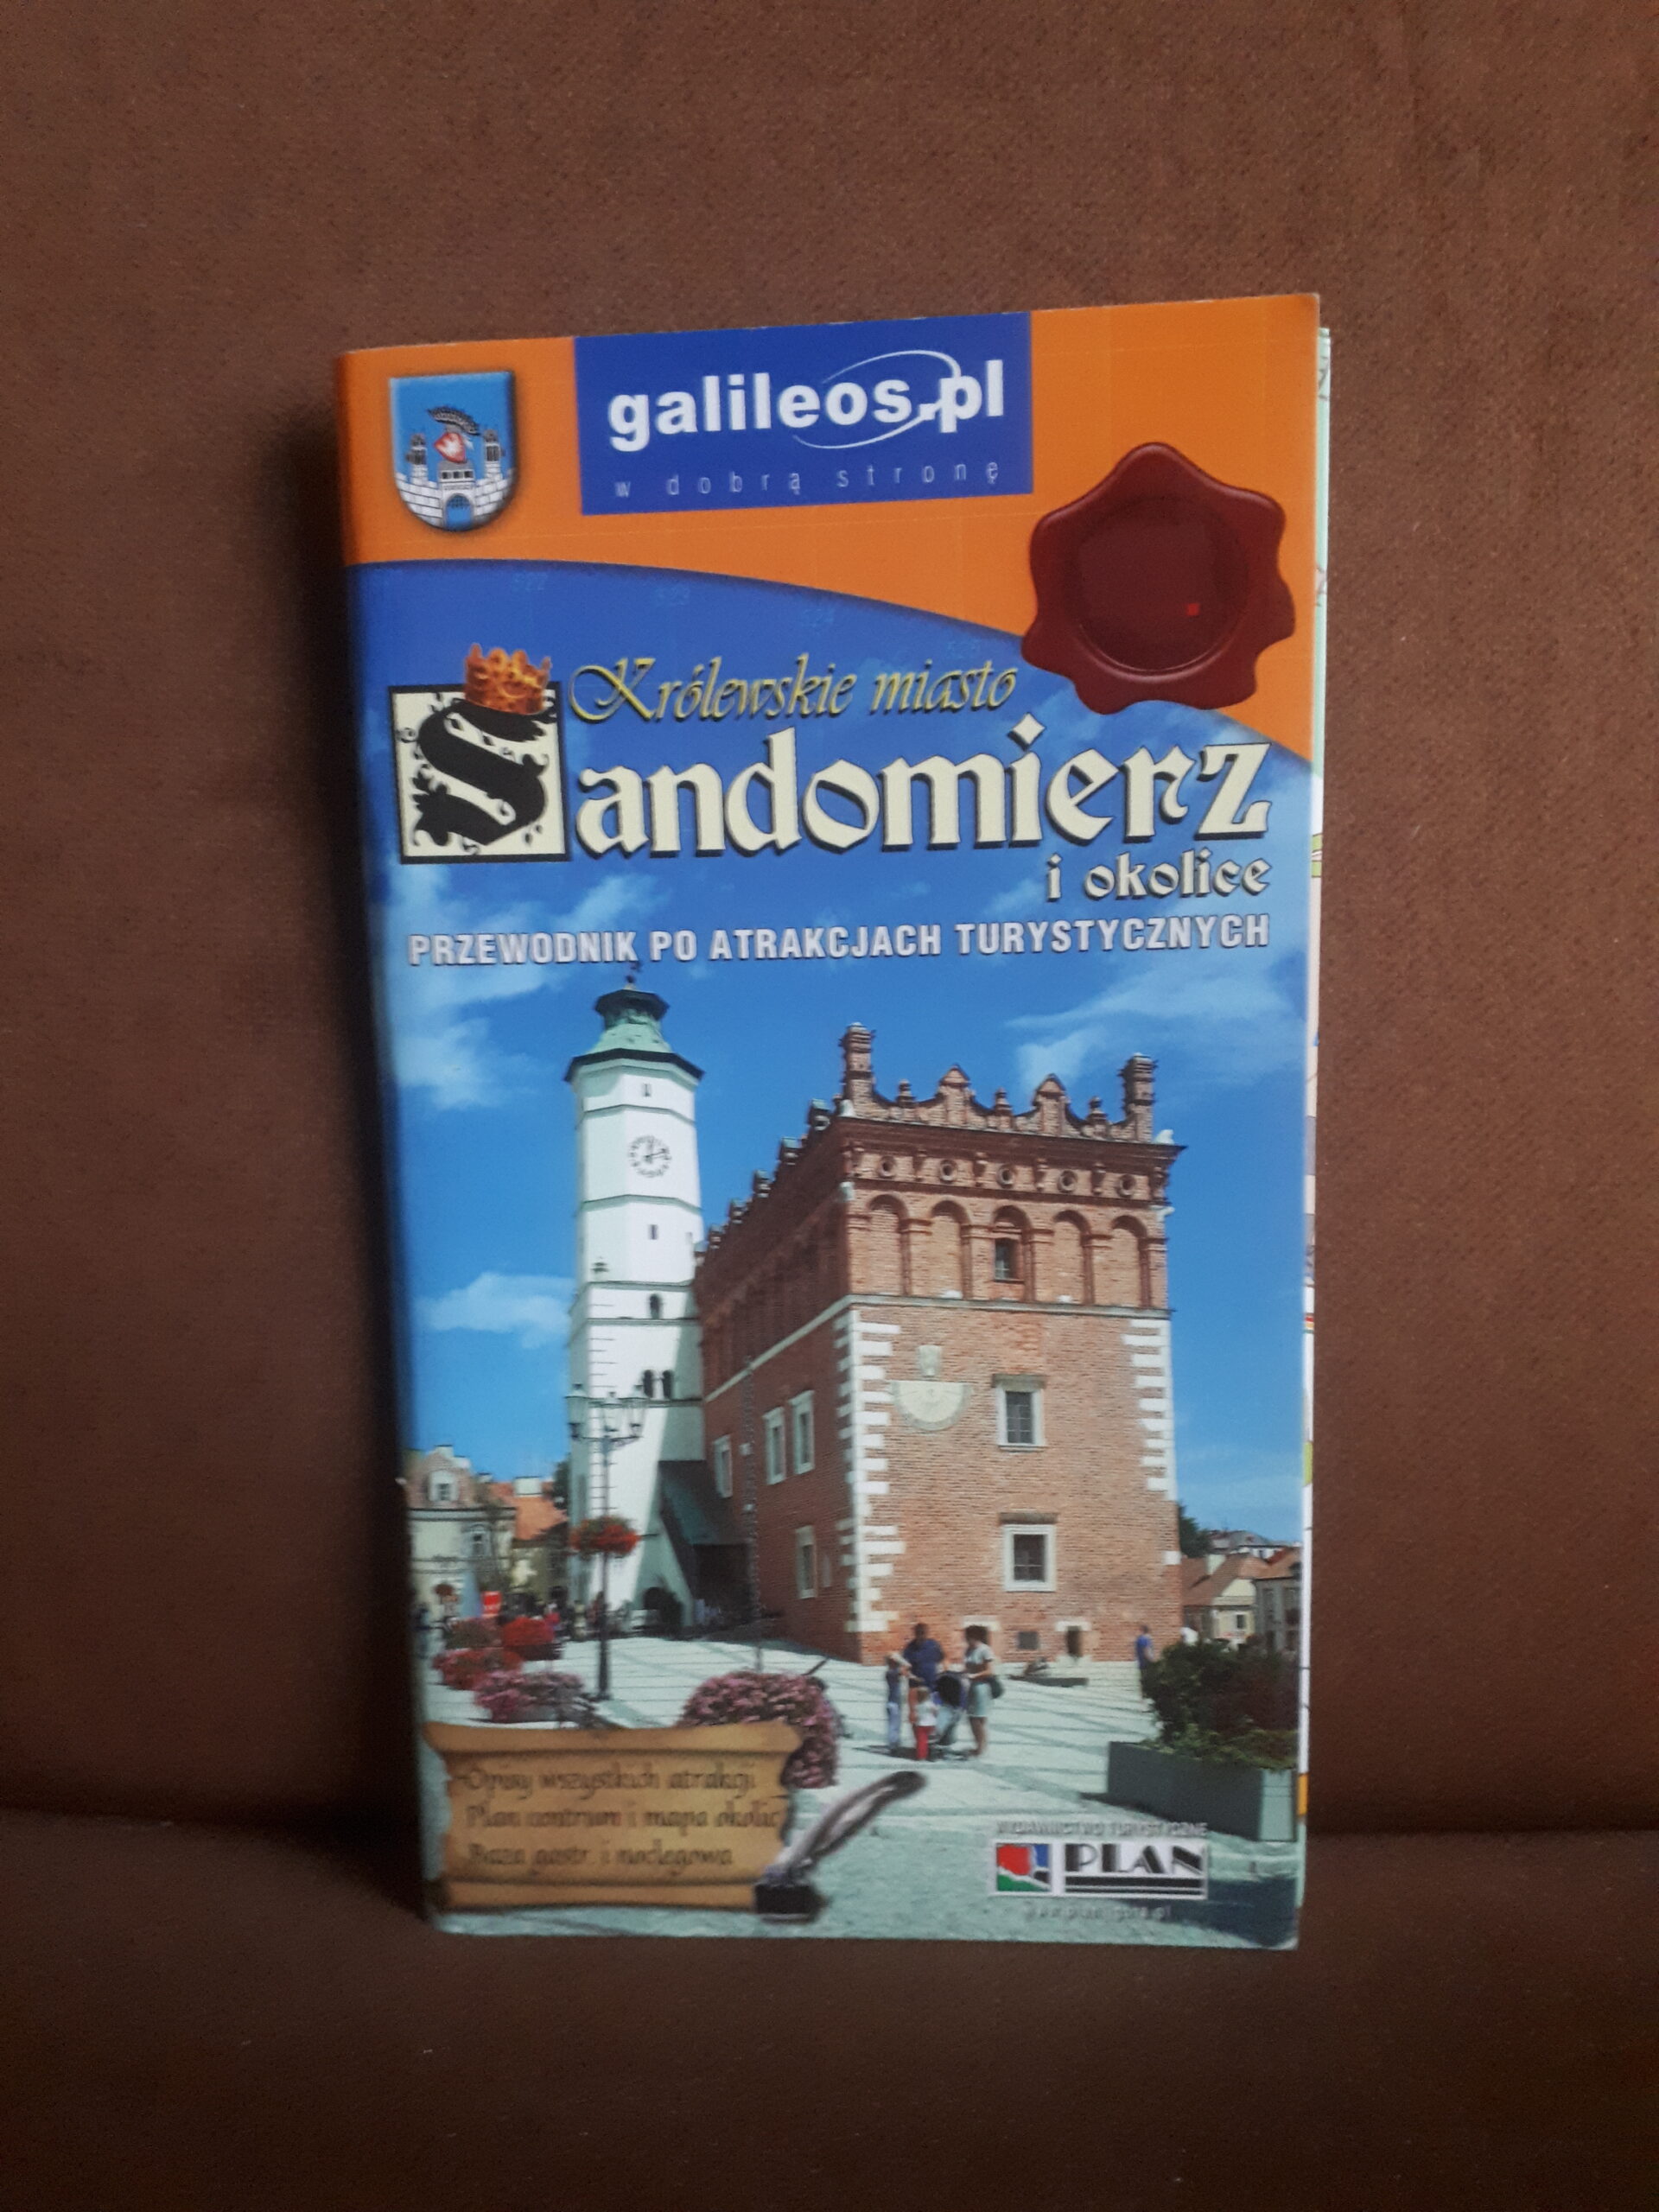 galileos.pl
w dobrą stronę
Królewskie miasto
Sandomierz
i okolice
PRZEWODNIK PO ATRAKCJACH TURYSTYCZNYCH
Opisy wszystkich atrakcji
Plan centrum i mapa okolic
Baza gastr. i noclegowa
WYDAWNICTWO TURYSTYCZNE
PLAN